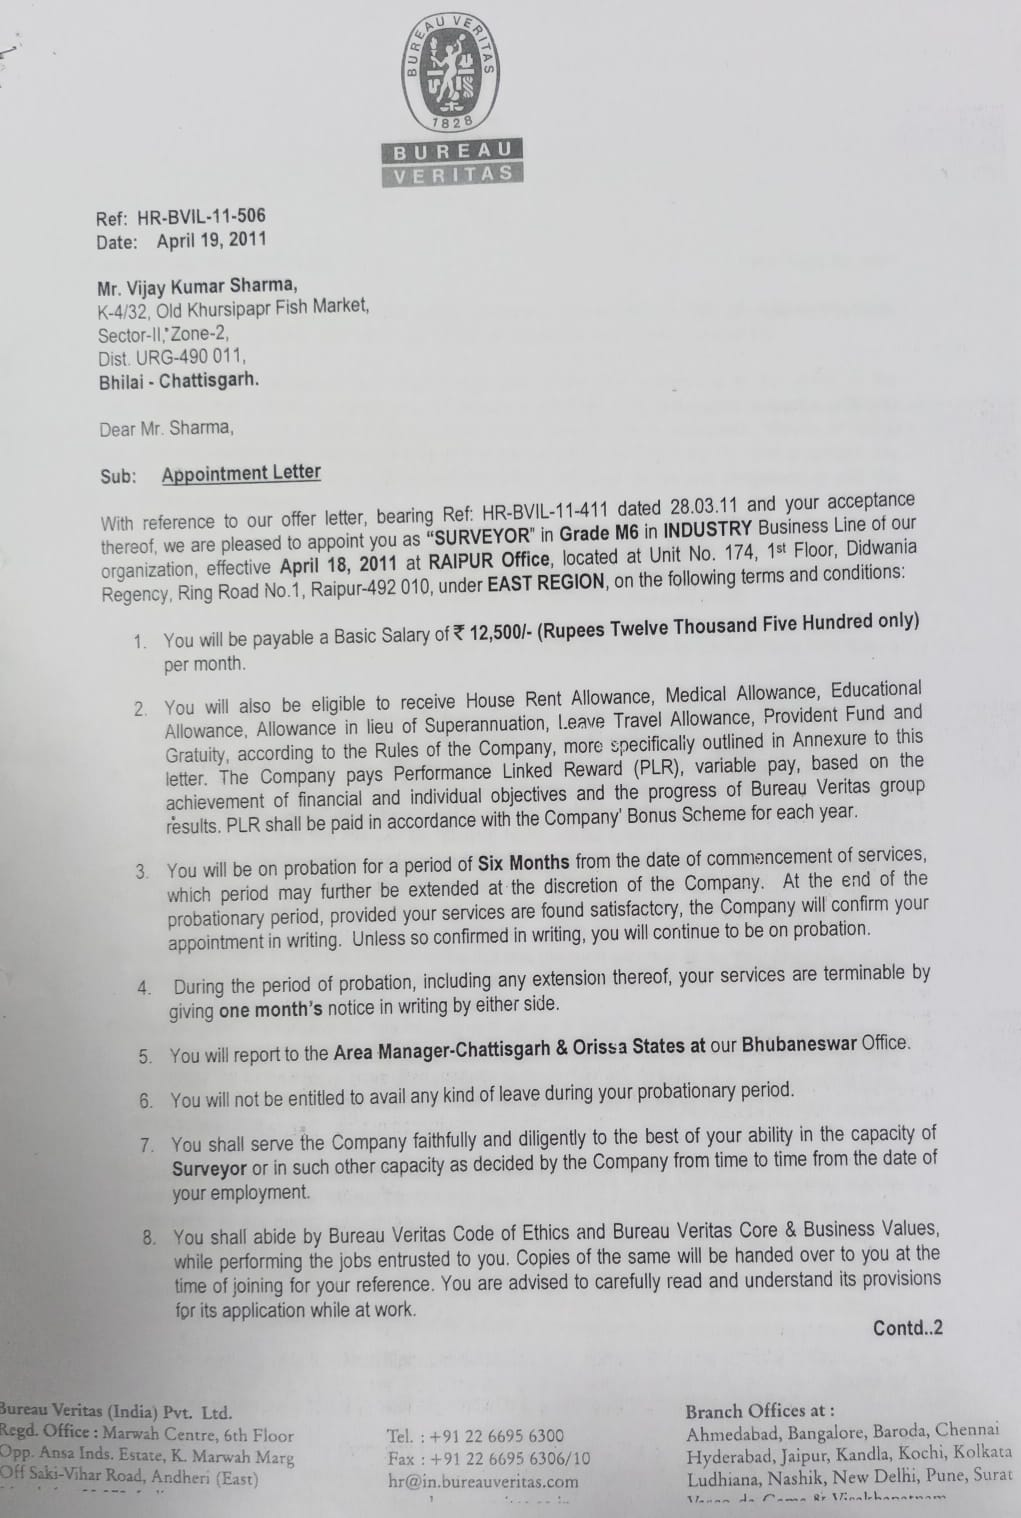 BUREAU VERITAS
1828
BUREAU
VERITAS
Ref: HR-BVIL-11-506
Date: April 19, 2011
Mr. Vijay Kumar Sharma,
K-4/32, Old Khursipapr Fish Market,
Sector-II, Zone-2,
Dist. URG-490 011,
Bhilai - Chattisgarh.
Dear Mr. Sharma,
Sub: Appointment Letter
With reference to our offer letter, bearing Ref: HR-BVIL-11-411 dated 28.03.11 and your acceptance
thereof, we are pleased to appoint you as “SURVEYOR” in Grade M6 in INDUSTRY Business Line of our
organization, effective April 18, 2011 at RAIPUR Office, located at Unit No. 174, 1st Floor, Didwania
Regency, Ring Road No.1, Raipur-492 010, under EAST REGION, on the following terms and conditions:
1. You will be payable a Basic Salary of ₹ 12,500/- (Rupees Twelve Thousand Five Hundred only)
per month.
2. You will also be eligible to receive House Rent Allowance, Medical Allowance, Educational
Allowance, Allowance in lieu of Superannuation, Leave Travel Allowance, Provident Fund and
Gratuity, according to the Rules of the Company, more specifically outlined in Annexure to this
letter. The Company pays Performance Linked Reward (PLR), variable pay, based on the
achievement of financial and individual objectives and the progress of Bureau Veritas group
results. PLR shall be paid in accordance with the Company' Bonus Scheme for each year.
3. You will be on probation for a period of Six Months from the date of commencement of services,
which period may further be extended at the discretion of the Company. At the end of the
probationary period, provided your services are found satisfactory, the Company will confirm your
appointment in writing. Unless so confirmed in writing, you will continue to be on probation.
4. During the period of probation, including any extension thereof, your services are terminable by
giving one month's notice in writing by either side.
5. You will report to the Area Manager-Chattisgarh & Orissa States at our Bhubaneswar Office.
6. You will not be entitled to avail any kind of leave during your probationary period.
7. You shall serve the Company faithfully and diligently to the best of your ability in the capacity of
Surveyor or in such other capacity as decided by the Company from time to time from the date of
your employment.
8. You shall abide by Bureau Veritas Code of Ethics and Bureau Veritas Core & Business Values,
while performing the jobs entrusted to you. Copies of the same will be handed over to you at the
time of joining for your reference. You are advised to carefully read and understand its provisions
for its application while at work.
Contd..2
Bureau Veritas (India) Pvt. Ltd.
Regd. Office : Marwah Centre, 6th Floor
Opp. Ansa Inds. Estate, K. Marwah Marg
Off Saki-Vihar Road, Andheri (East)
Tel. : +91 22 6695 6300
Fax : +91 22 6695 6306/10
hr@in.bureauveritas.com
Branch Offices at :
Ahmedabad, Bangalore, Baroda, Chennai
Hyderabad, Jaipur, Kandla, Kochi, Kolkata
Ludhiana, Nashik, New Delhi, Pune, Surat